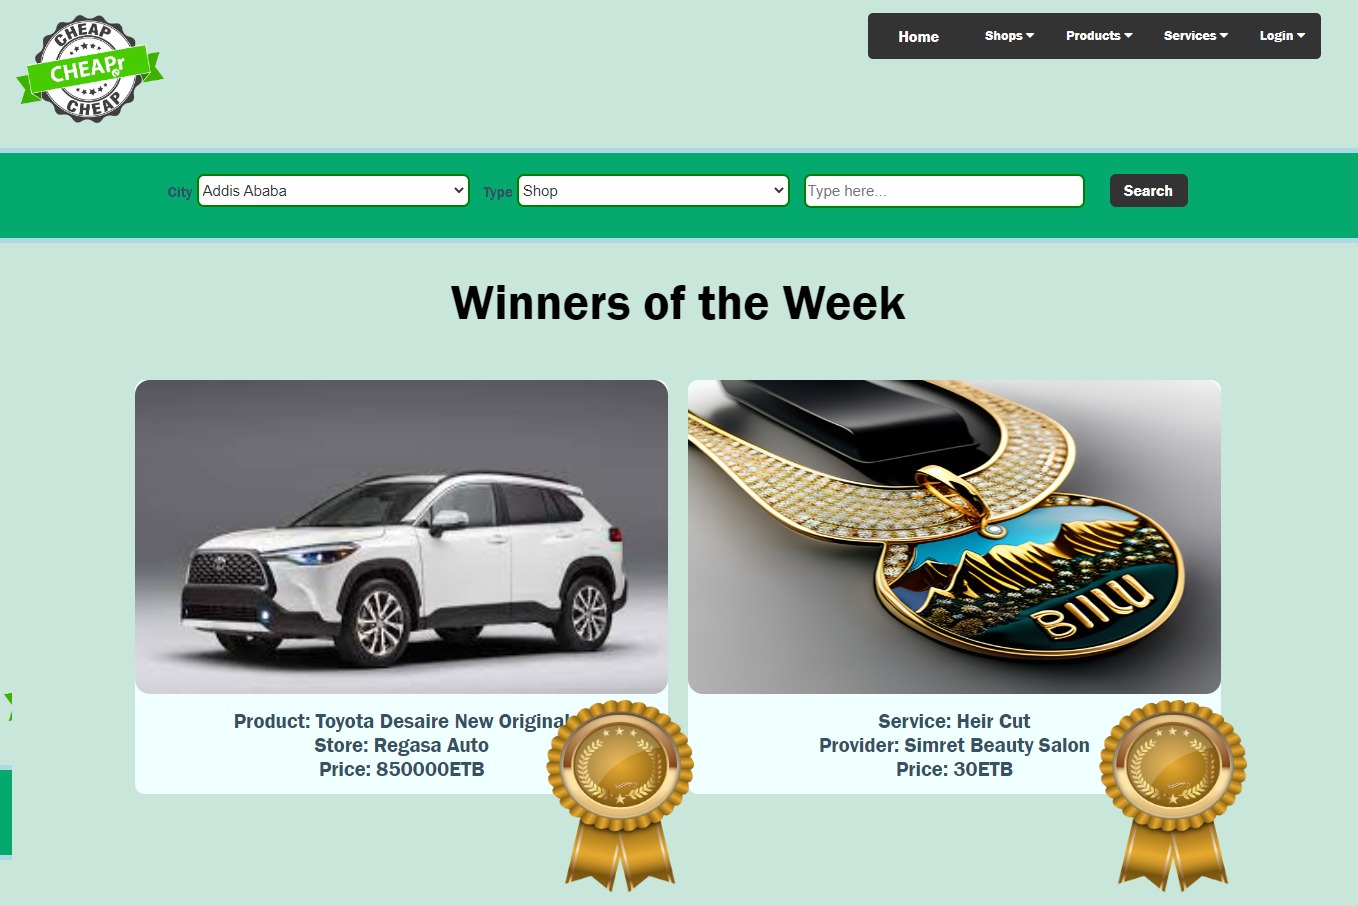 CHEAP
CHEAPr
CHEAP
Home
Shops
Products
Services
Login
City
Addis Ababa
Type
Shop
Type here...
Search
Winners of the Week
BIIU
Product: Toyota Desaire New Original
Store: Regasa Auto
Price: 850000ETB
Service: Heir Cut
Provider: Simret Beauty Salon
Price: 30ETB